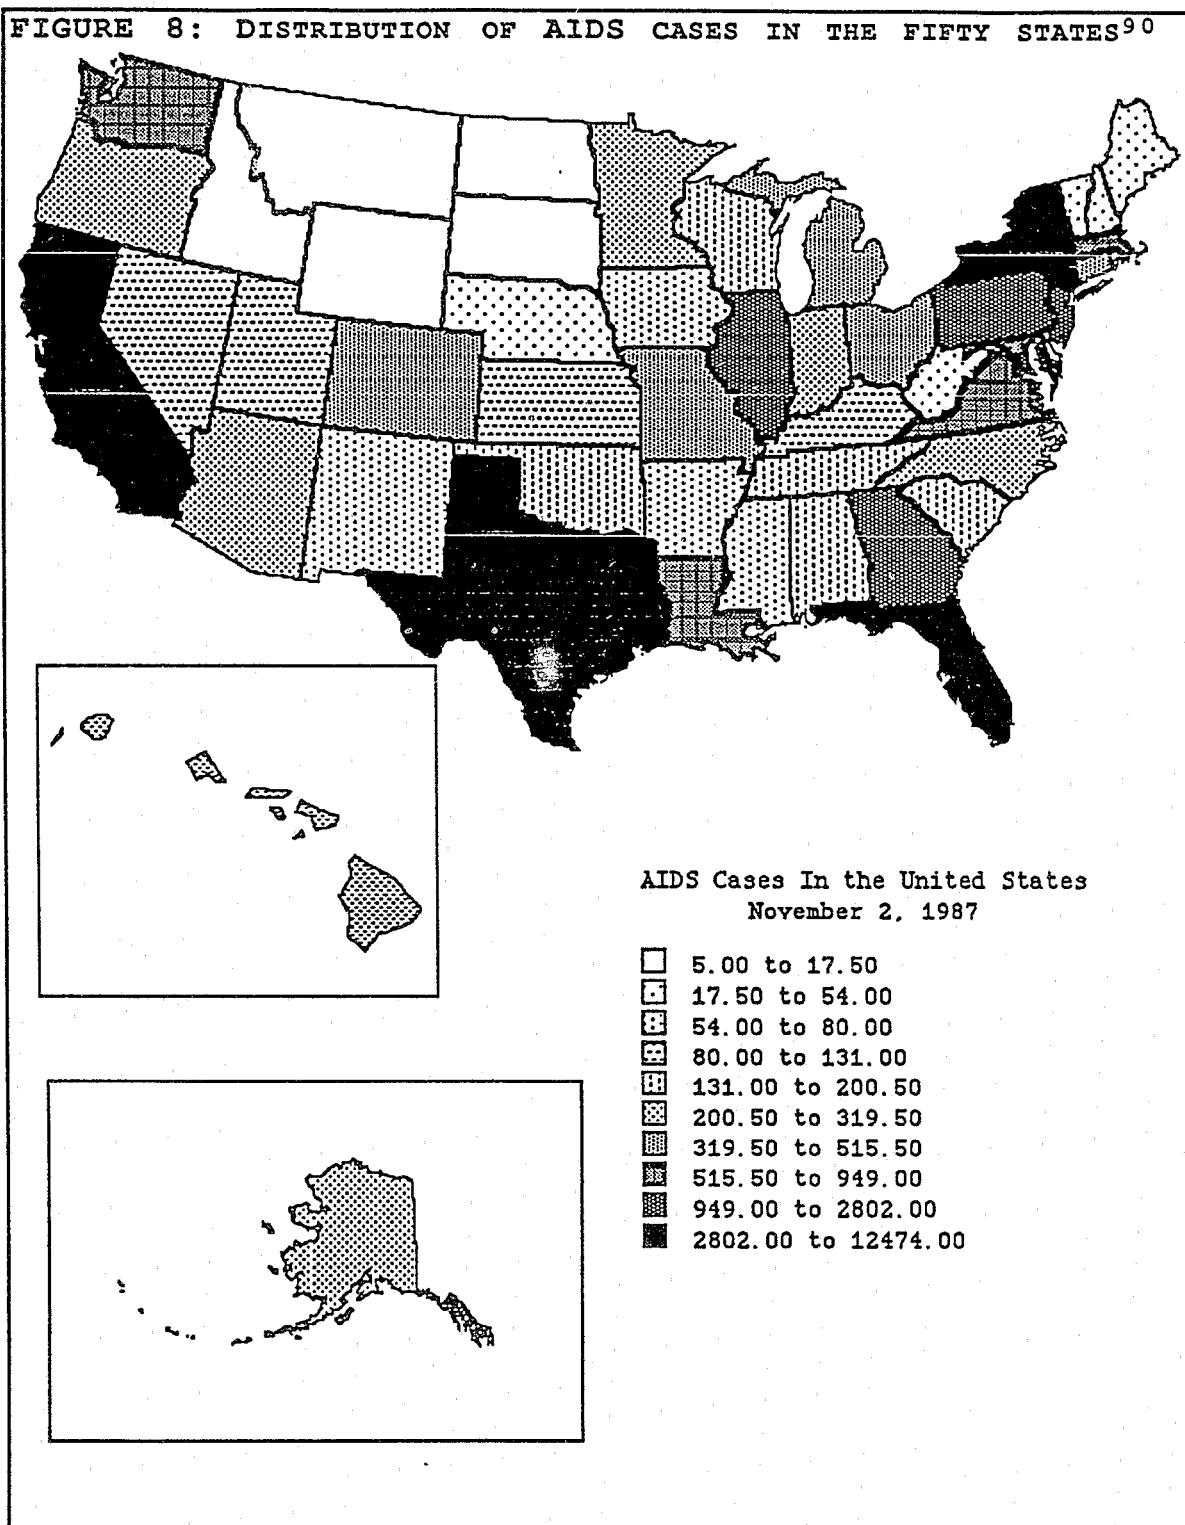 FIGURE 8: DISTRIBUTION OF AIDS CASES IN THE FIFTY STATES90
AIDS Cases In the United States
November 2, 1987
5.00 to 17.50
17.50 to 54.00
54.00 to 80.00
80.00 to 131.00
131.00 to 200.50
200.50 to 319.50
319.50 to 515.50
515.50 to 949.00
949.00 to 2802.00
2802.00 to 12474.00